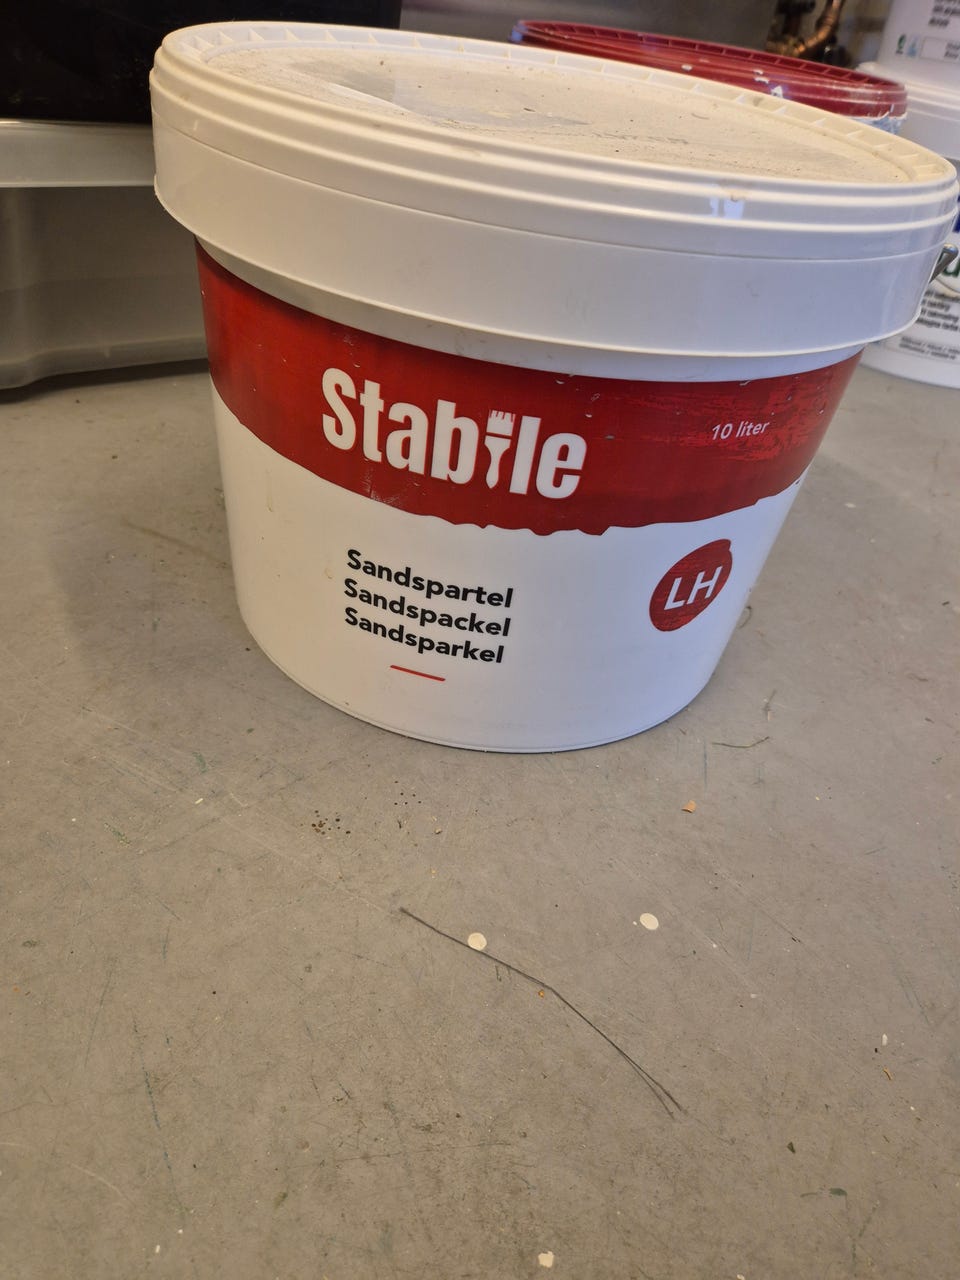 Stabile
10 liter
Sandspartel
Sandspackel
Sandsparkel
LH